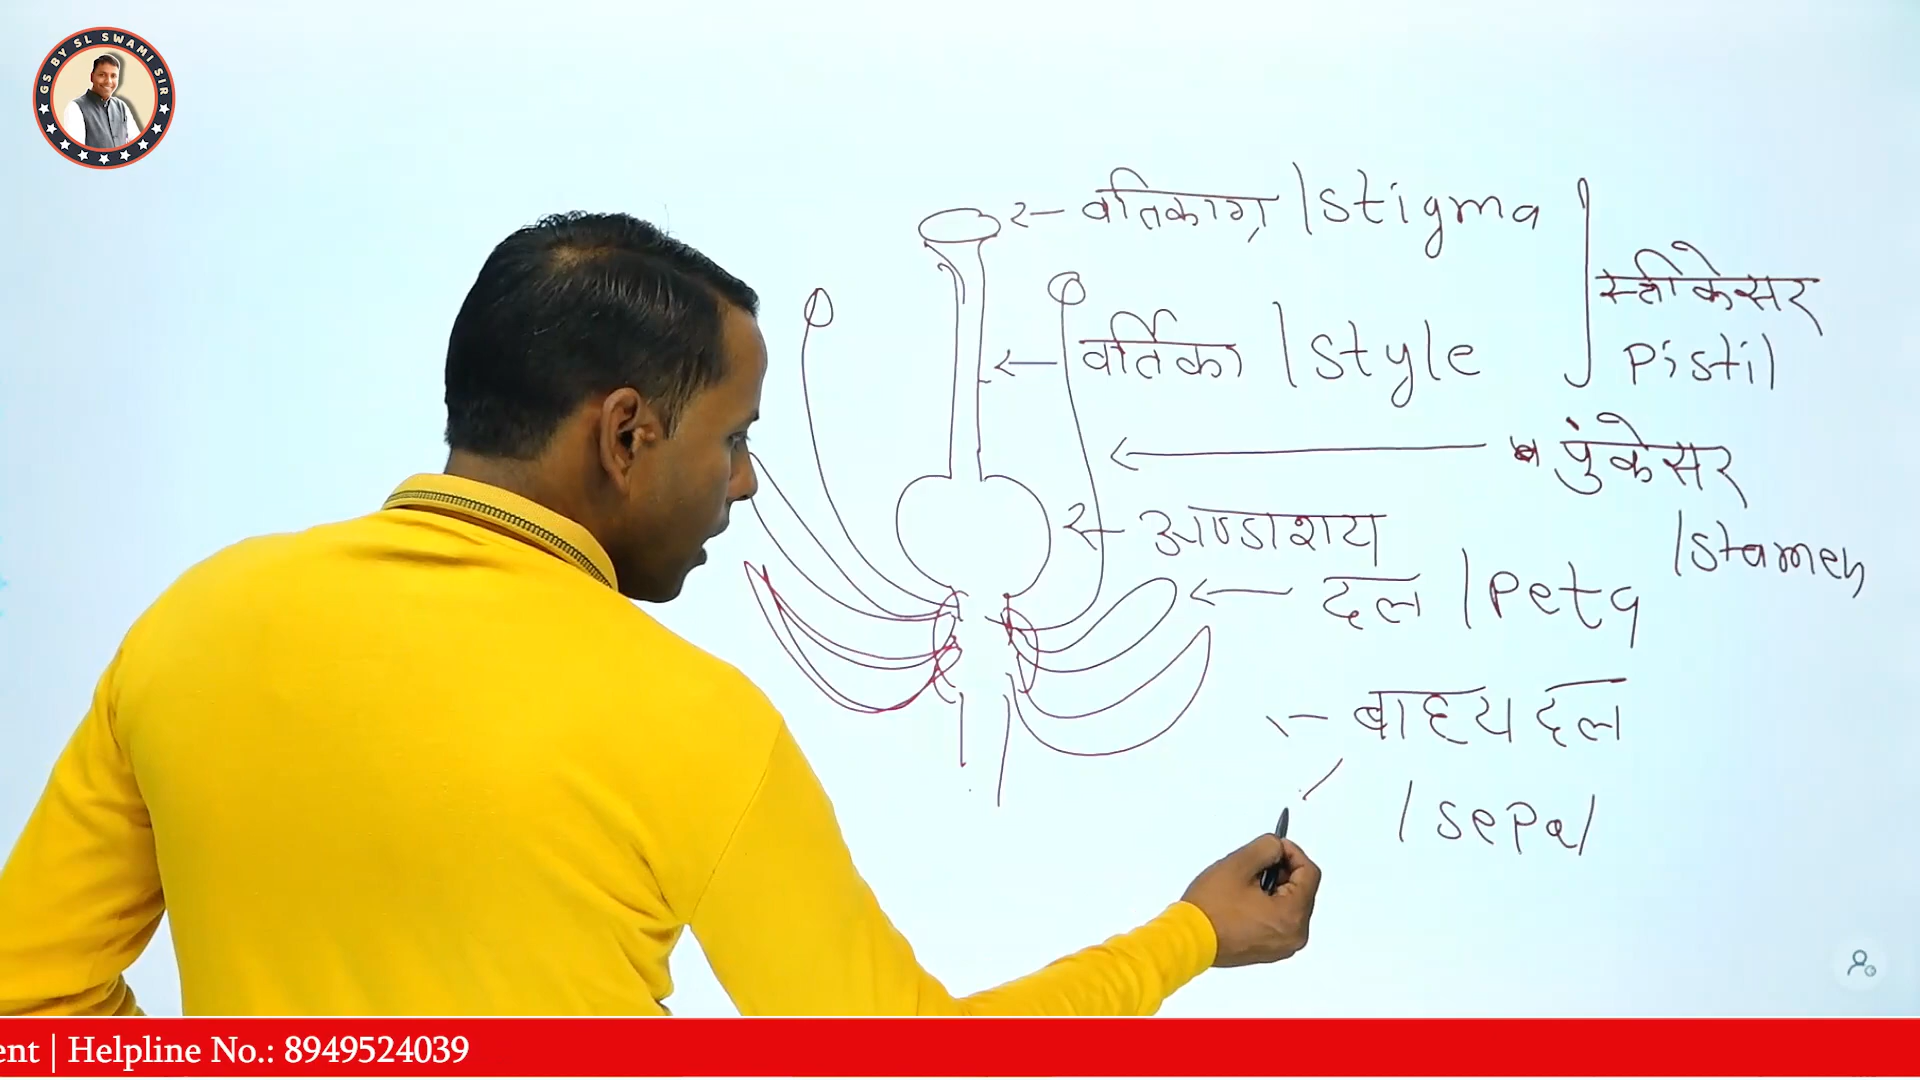 GS BY SL SWAMI SIR
वर्तिकाग्र / Stigma
स्त्रीकेसर
Pistil
वर्तिका / Style
पुंकेसर
/ Stamen
अण्डाशय
दल / Peta
बाह्य दल
/ Sepal
ent | Helpline No.: 8949524039